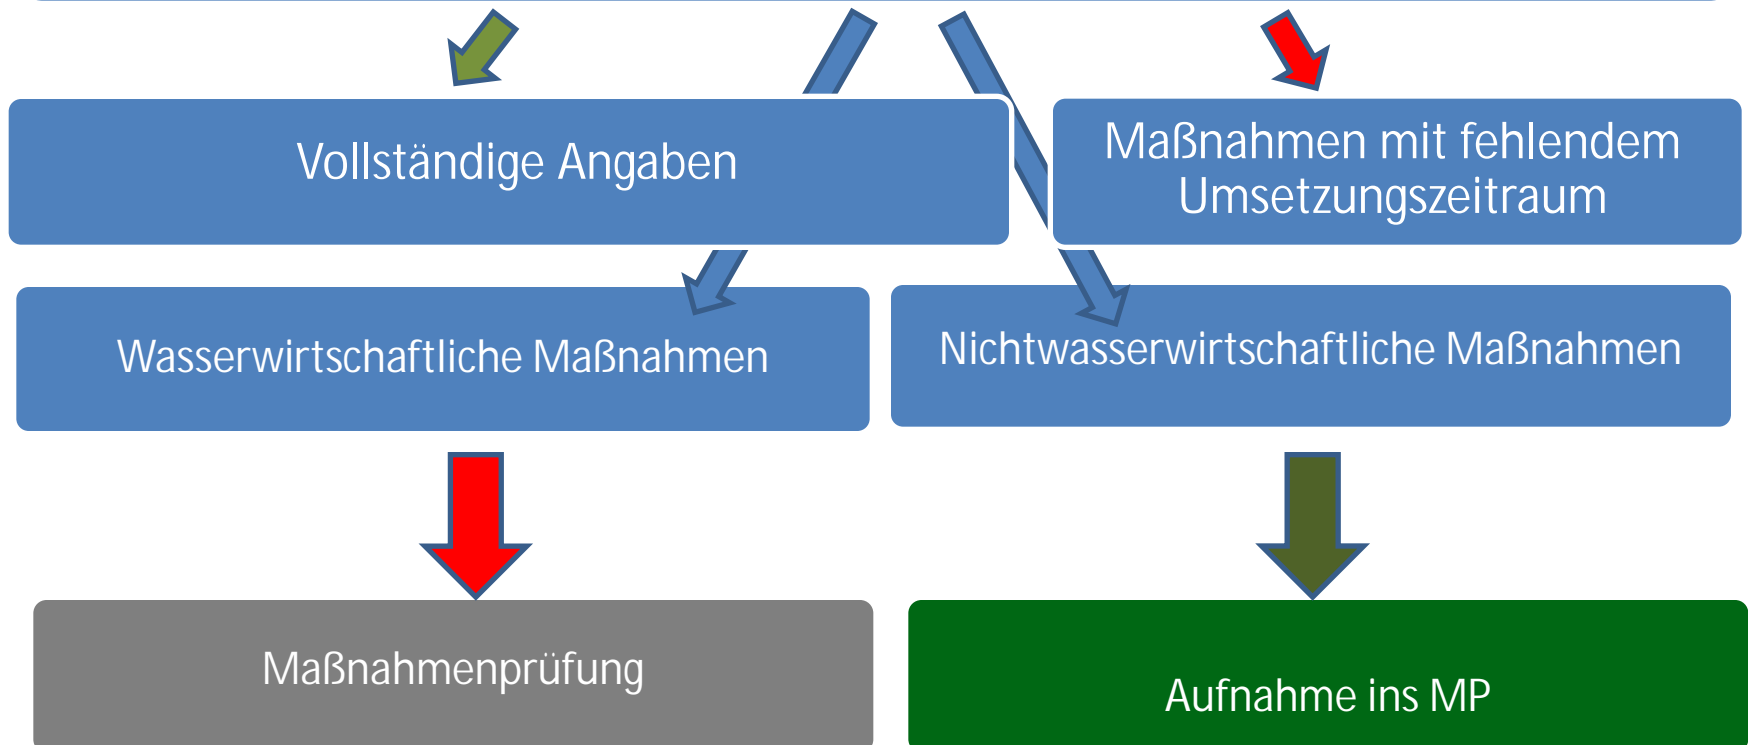 Vollständige Angaben
Maßnahmen mit fehlendem
Umsetzungszeitraum
Wasserwirtschaftliche Maßnahmen
Nichtwasserwirtschaftliche Maßnahmen
Maßnahmenprüfung
Aufnahme ins MP